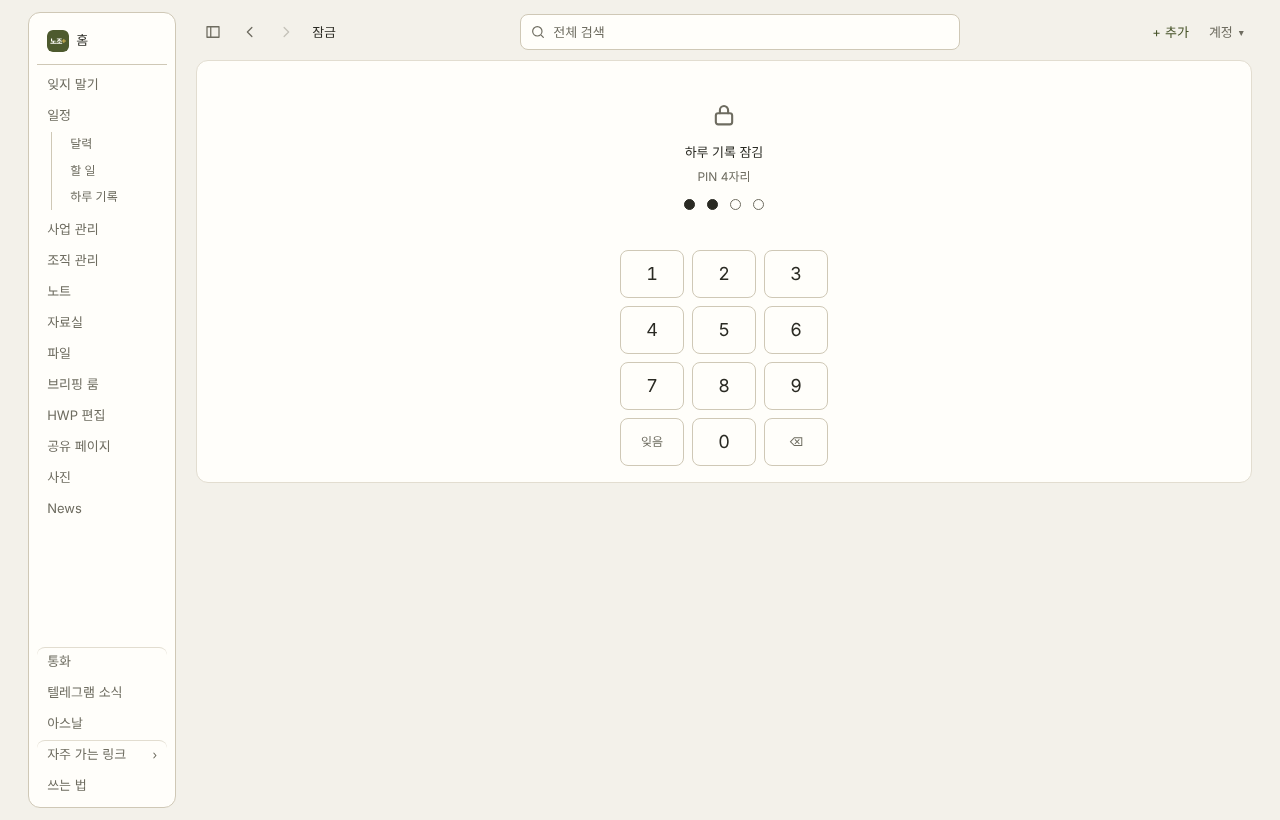 노조+ 홈
잊지 말기
일정
달력
할 일
하루 기록
사업 관리
조직 관리
노트
자료실
파일
브리핑 룸
HWP 편집
공유 페이지
사진
News
통화
텔레그램 소식
아스날
자주 가는 링크 ›
쓰는 법
잠금
전체 검색
+ 추가
계정 ▾
하루 기록 잠김
PIN 4자리
1 2 3
4 5 6
7 8 9
잊음 0